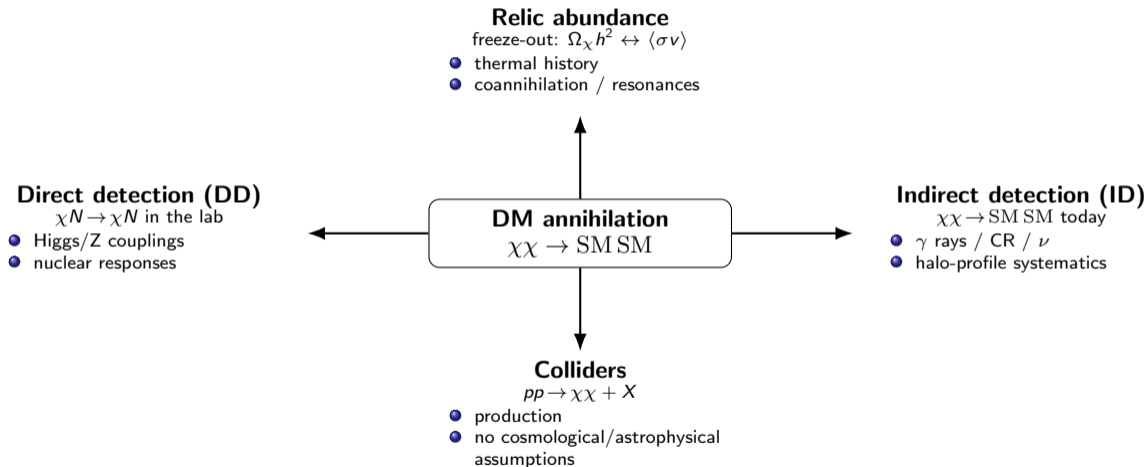 Relic abundance
freeze-out: Ωχh² ↔ ⟨σv⟩
thermal history
coannihilation / resonances
Direct detection (DD)
χN→χN in the lab
Higgs/Z couplings
nuclear responses
DM annihilation
χχ → SM SM
Indirect detection (ID)
χχ→SM SM today
γ rays / CR / ν
halo-profile systematics
Colliders
pp→χχ + X
production
no cosmological/astrophysical
assumptions